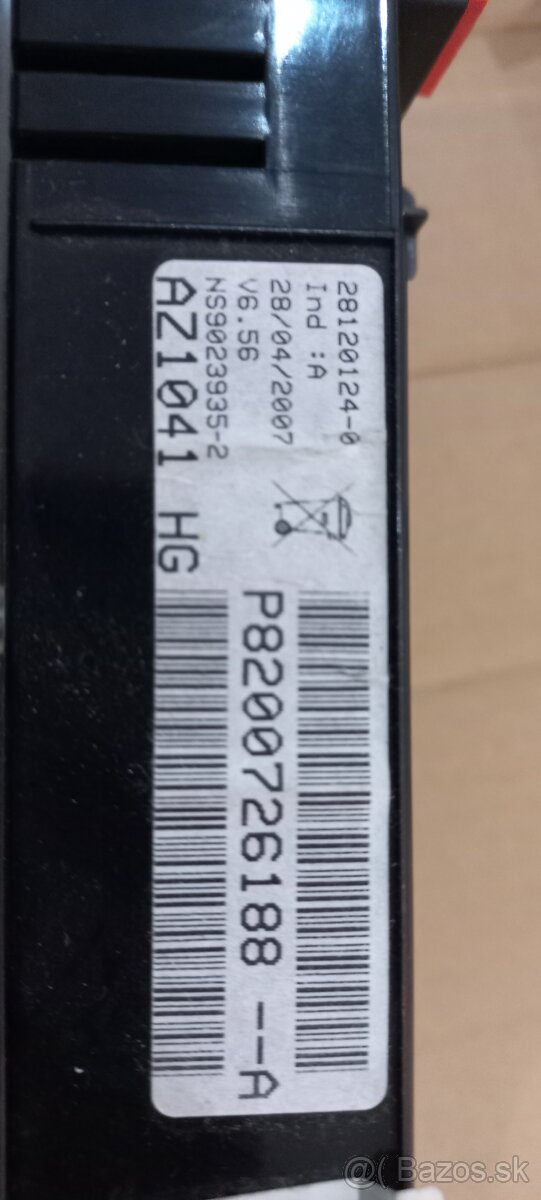 28120124-0
Ind :A
28/04/2007
V6.56
NS9023935-2
AZ1041 HG
P8200726188 --A
@( Bazos.sk